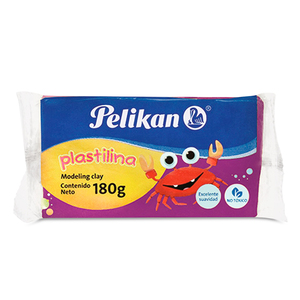 Pelikan
plastilina
Modeling clay
Contenido
Neto 180g
Excelente
suavidad
NO TÓXICO